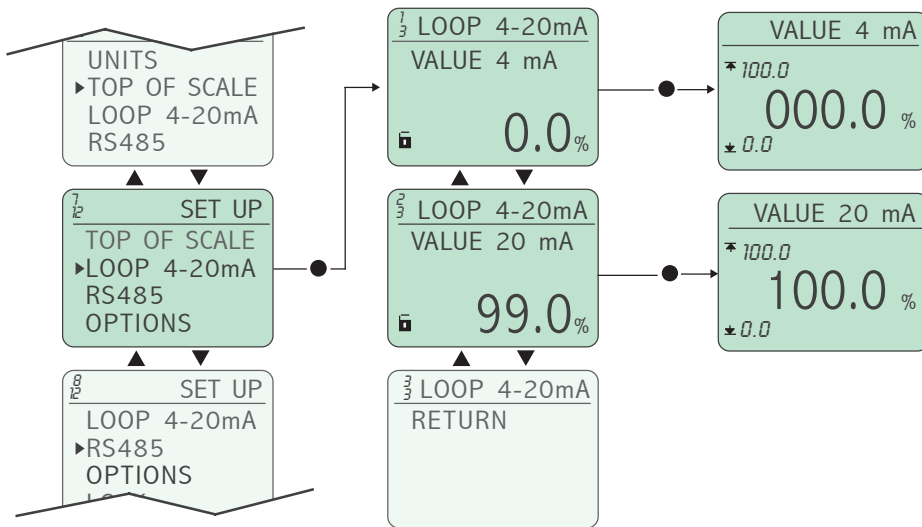 UNITS
▶TOP OF SCALE
LOOP 4-20mA
RS485
7/12 SET UP
TOP OF SCALE
▶LOOP 4-20mA
RS485
OPTIONS
8/12 SET UP
LOOP 4-20mA
▶RS485
OPTIONS
1/3 LOOP 4-20mA
VALUE 4 mA
0.0%
2/3 LOOP 4-20mA
VALUE 20 mA
99.0%
3/3 LOOP 4-20mA
RETURN
VALUE 4 mA
100.0
000.0 %
0.0
VALUE 20 mA
100.0
100.0 %
0.0